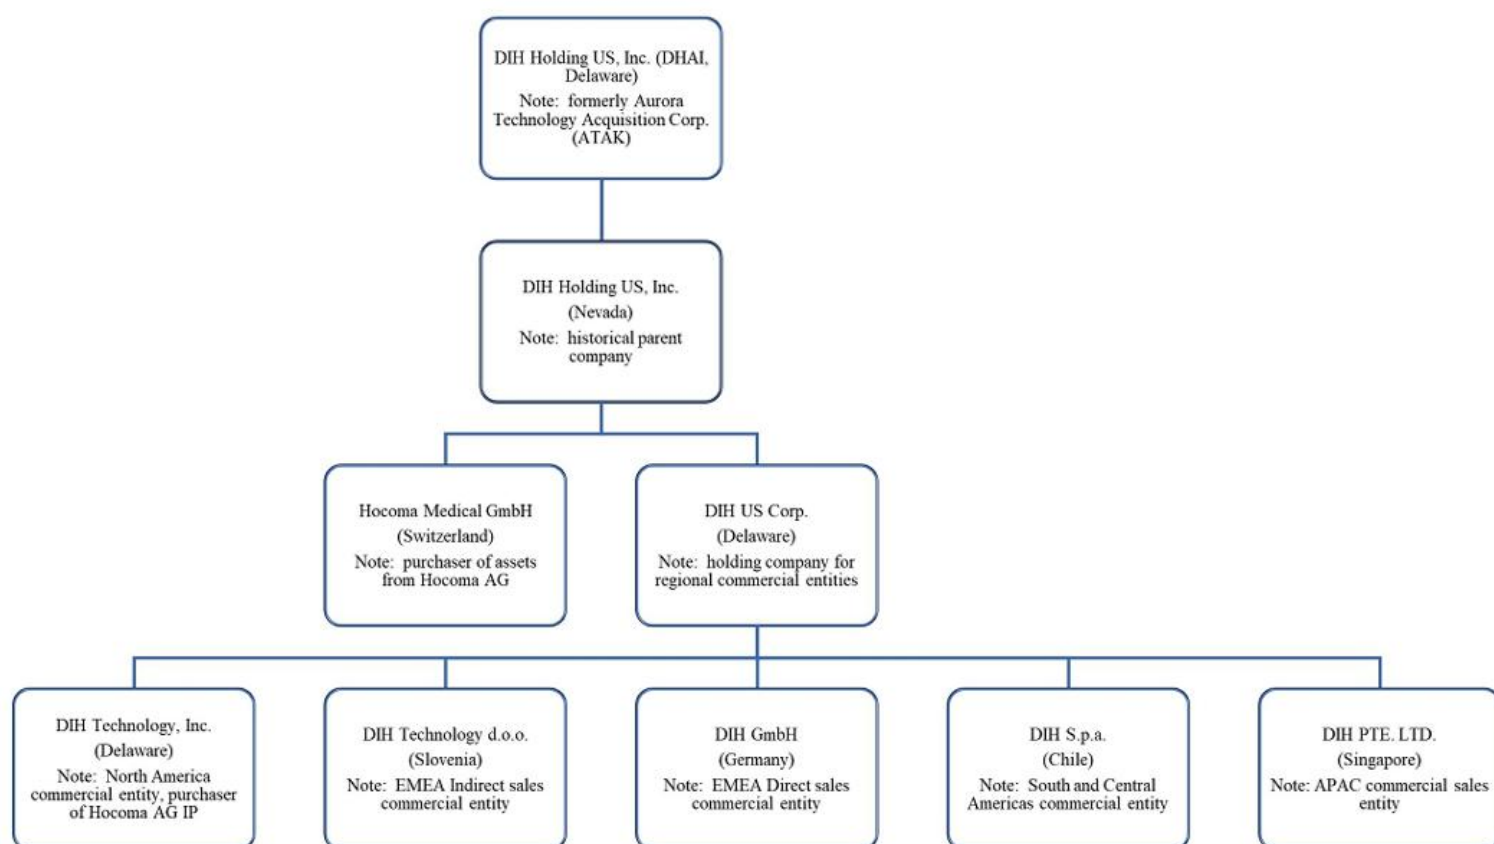 DIH Holding US, Inc. (DHAI,
Delaware)
Note: formerly Aurora
Technology Acquisition Corp.
(ATAK)
DIH Holding US, Inc.
(Nevada)
Note: historical parent
company
Hocoma Medical GmbH
(Switzerland)
Note: purchaser of assets
from Hocoma AG
DIH US Corp.
(Delaware)
Note: holding company for
regional commercial entities
DIH Technology, Inc.
(Delaware)
Note: North America
commercial entity, purchaser
of Hocoma AG IP
DIH Technology d.o.o.
(Slovenia)
Note: EMEA Indirect sales
commercial entity
DIH GmbH
(Germany)
Note: EMEA Direct sales
commercial entity
DIH S.p.a.
(Chile)
Note: South and Central
Americas commercial entity
DIH PTE. LTD.
(Singapore)
Note: APAC commercial sales
entity